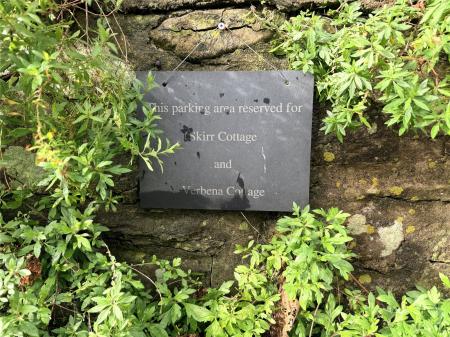 This parking area reserved for
Skirr Cottage
and
Verbena Cottage